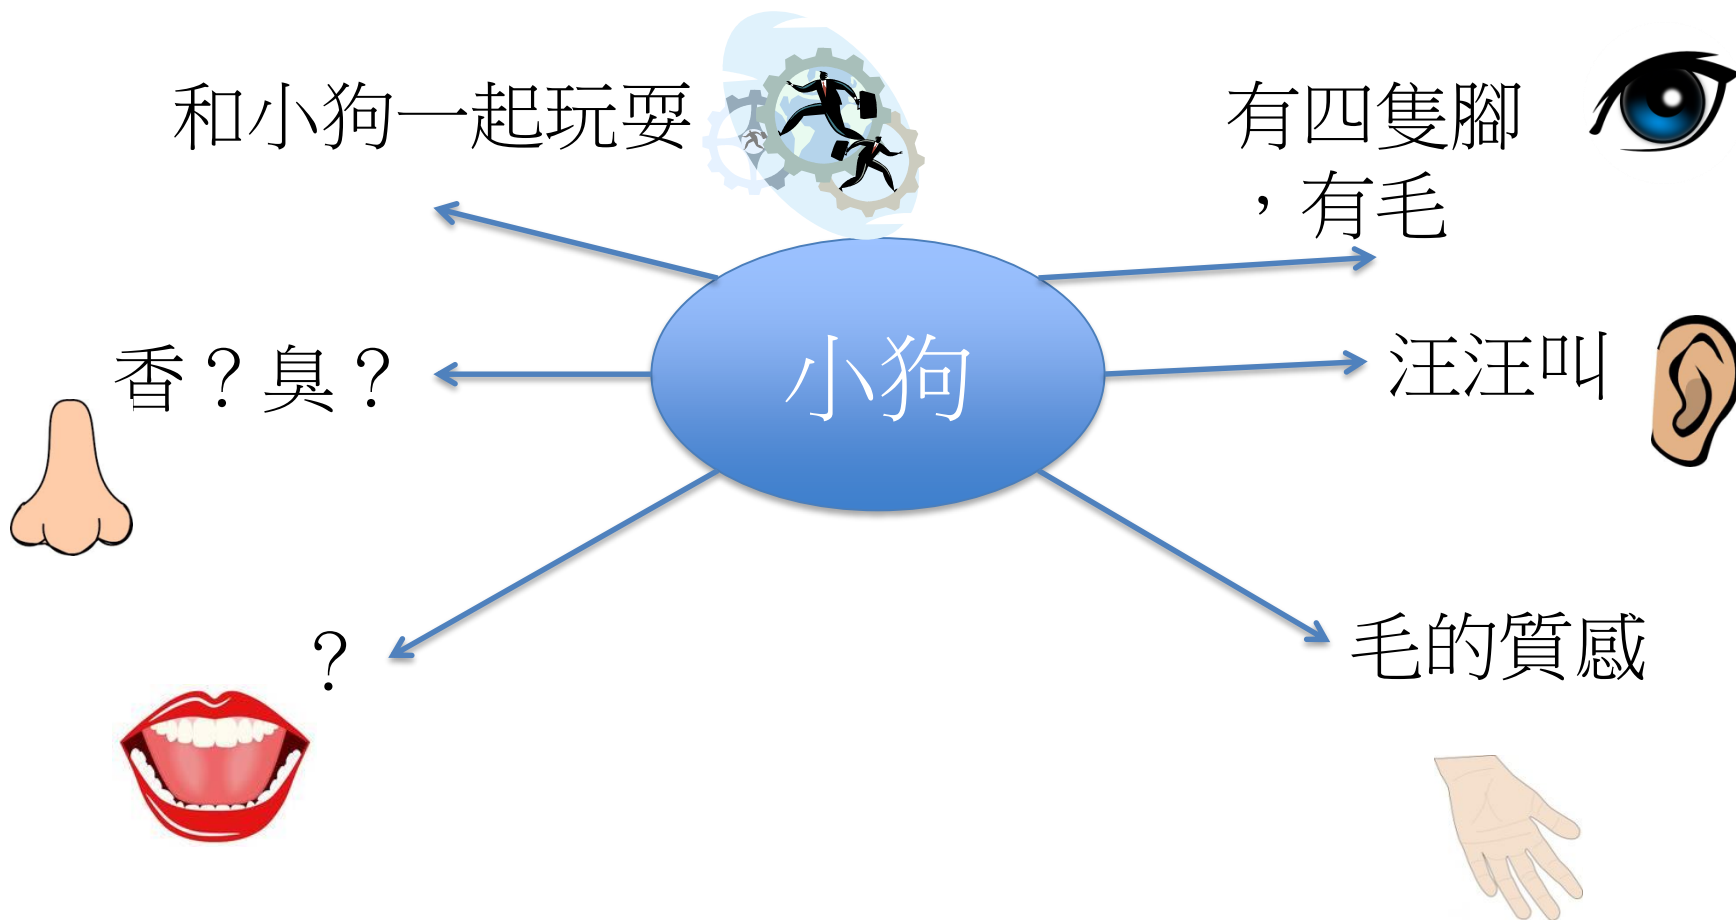 和小狗一起玩耍
有四隻腳
，有毛
小狗
香？臭？
汪汪叫
？
毛的質感